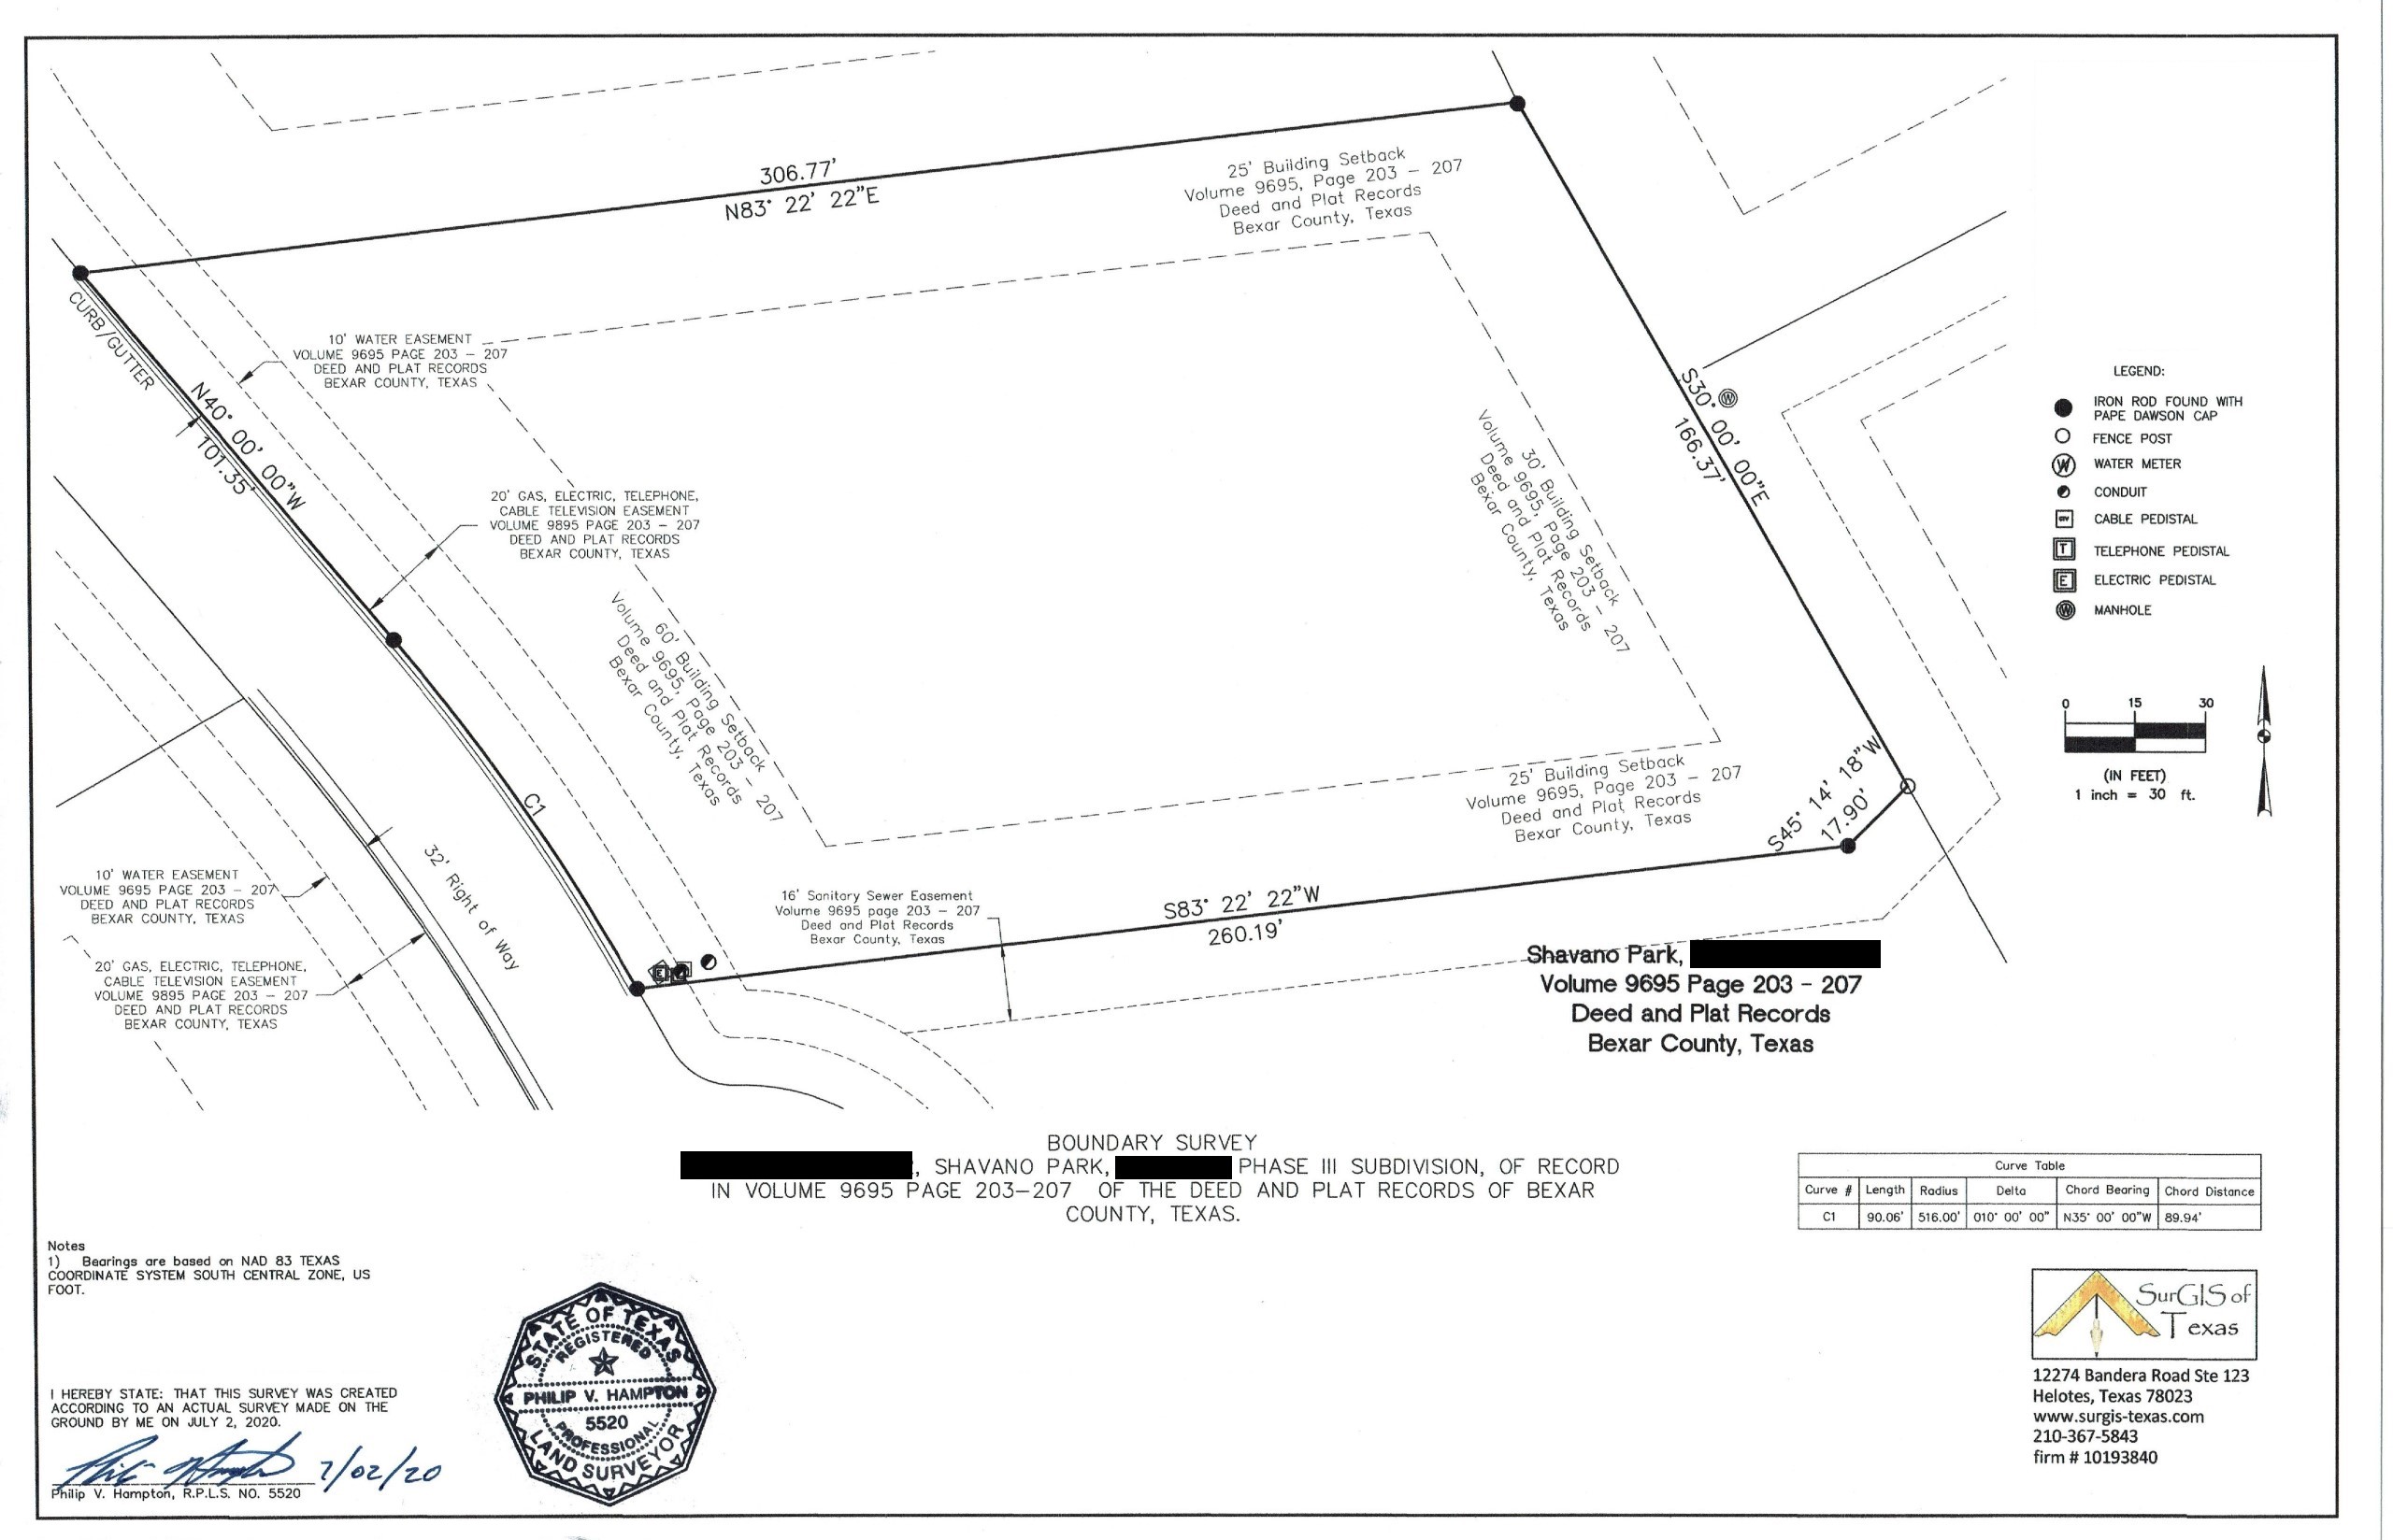 306.77'
N83° 22' 22"E
25' Building Setback
Volume 9695, Page 203 - 207
Deed and Plat Records
Bexar County, Texas
CURB/GUTTER
N40° 00' 00"W
101.35'
10' WATER EASEMENT
VOLUME 9695 PAGE 203 - 207
DEED AND PLAT RECORDS
BEXAR COUNTY, TEXAS
20' GAS, ELECTRIC, TELEPHONE,
CABLE TELEVISION EASEMENT
VOLUME 9895 PAGE 203 - 207
DEED AND PLAT RECORDS
BEXAR COUNTY, TEXAS
60' Building Setback
Volume 9695, Page 203 - 207
Deed and Plat Records
Bexar County, Texas
30' Building Setback
Volume 9695, Page 203 - 207
Deed and Plat Records
Bexar County, Texas
S30° 00' 00"E
166.37'
W
LEGEND:
IRON ROD FOUND WITH
PAPE DAWSON CAP
FENCE POST
W WATER METER
CONDUIT
CTV CABLE PEDISTAL
T TELEPHONE PEDISTAL
E ELECTRIC PEDISTAL
W MANHOLE
0 15 30
(IN FEET)
1 inch = 30 ft.
C1
25' Building Setback
Volume 9695, Page 203 - 207
Deed and Plat Records
Bexar County, Texas
S45° 14' 18"W
17.90'
32' Right of Way
10' WATER EASEMENT
VOLUME 9695 PAGE 203 - 207
DEED AND PLAT RECORDS
BEXAR COUNTY, TEXAS
20' GAS, ELECTRIC, TELEPHONE,
CABLE TELEVISION EASEMENT
VOLUME 9895 PAGE 203 - 207
DEED AND PLAT RECORDS
BEXAR COUNTY, TEXAS
16' Sanitary Sewer Easement
Volume 9695 page 203 - 207
Deed and Plat Records
Bexar County, Texas
E
S83° 22' 22"W
260.19'
Shavano Park,
Volume 9695 Page 203 - 207
Deed and Plat Records
Bexar County, Texas
BOUNDARY SURVEY
, SHAVANO PARK, PHASE III SUBDIVISION, OF RECORD
IN VOLUME 9695 PAGE 203-207 OF THE DEED AND PLAT RECORDS OF BEXAR
COUNTY, TEXAS.
Curve Table
Curve # Length Radius Delta Chord Bearing Chord Distance
C1 90.06' 516.00' 010° 00' 00" N35° 00' 00"W 89.94'
Notes
1) Bearings are based on NAD 83 TEXAS
COORDINATE SYSTEM SOUTH CENTRAL ZONE, US
FOOT.
I HEREBY STATE: THAT THIS SURVEY WAS CREATED
ACCORDING TO AN ACTUAL SURVEY MADE ON THE
GROUND BY ME ON JULY 2, 2020.
7/02/20
Philip V. Hampton, R.P.L.S. NO. 5520
STATE OF TEXAS
REGISTERED
PHILIP V. HAMPTON
5520
PROFESSIONAL
LAND SURVEYOR
SurGIS of
Texas
12274 Bandera Road Ste 123
Helotes, Texas 78023
www.surgis-texas.com
210-367-5843
firm # 10193840